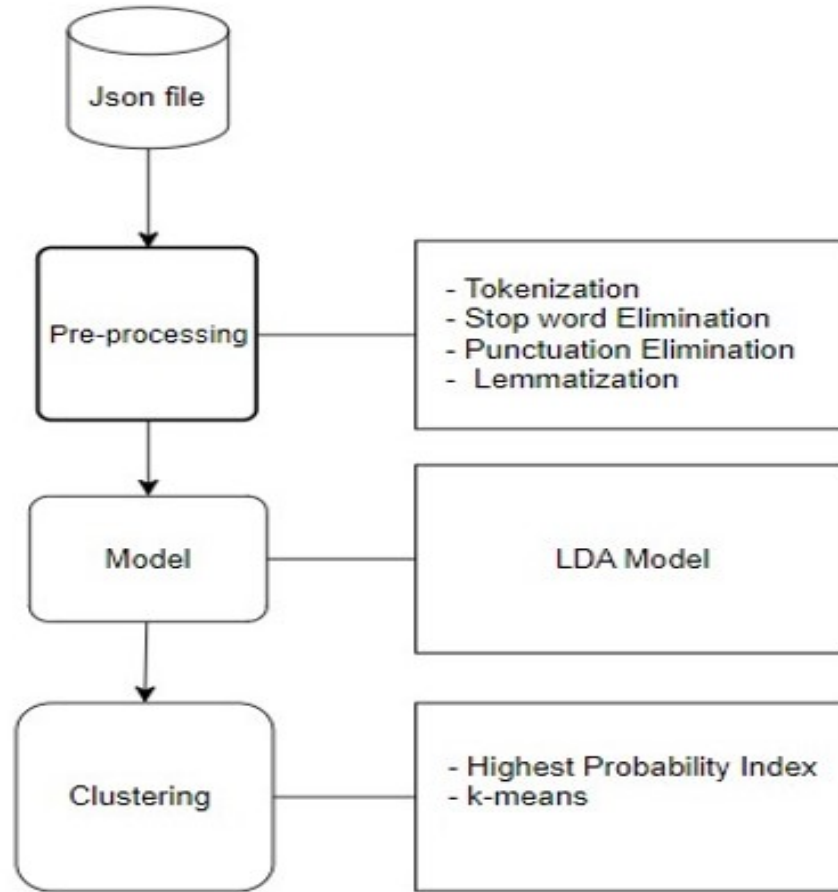 Json file
Pre-processing
- Tokenization
- Stop word Elimination
- Punctuation Elimination
- Lemmatization
Model
LDA Model
Clustering
- Highest Probability Index
- k-means